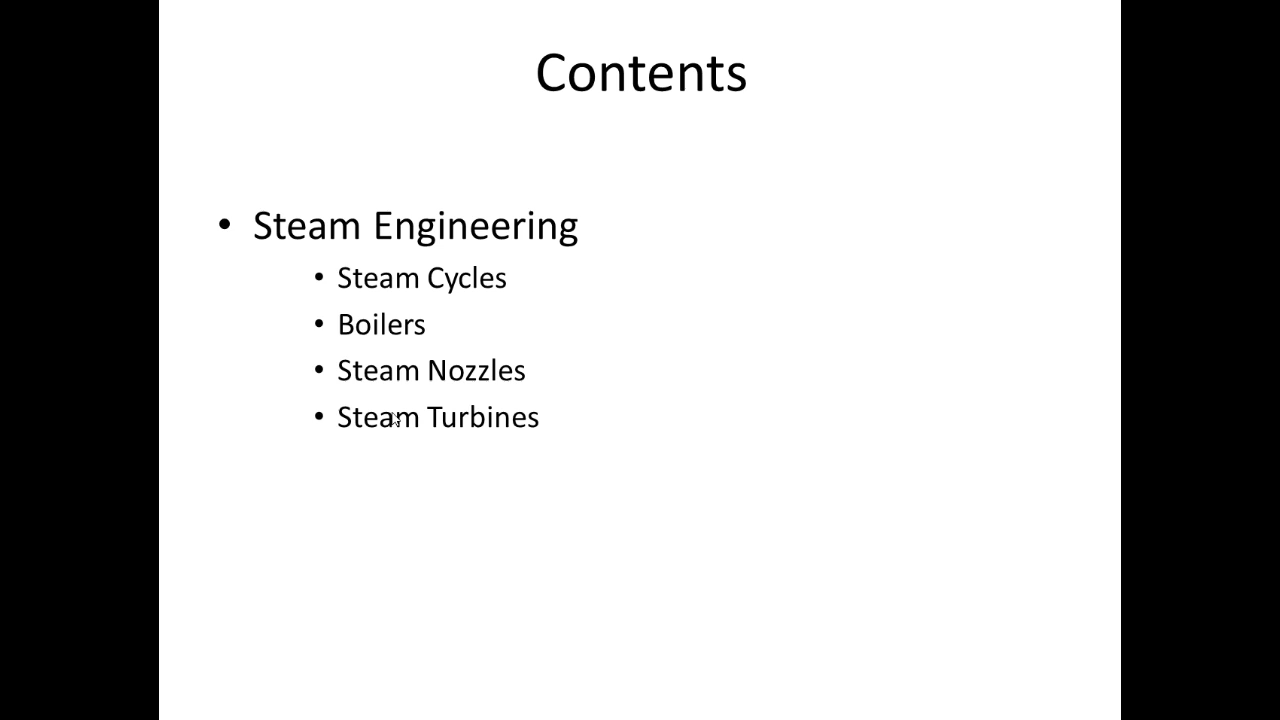 Contents
• Steam Engineering
• Steam Cycles
• Boilers
• Steam Nozzles
• Steam Turbines